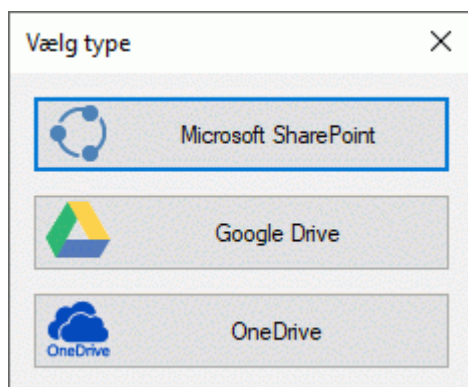 Vælg type
Microsoft SharePoint
Google Drive
OneDrive
OneDrive